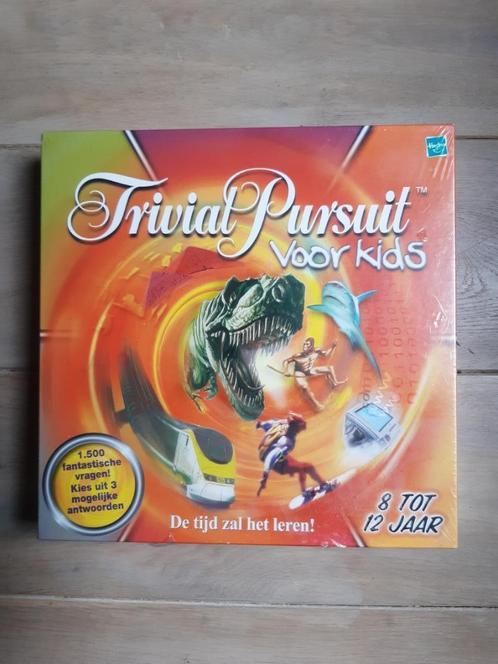 Hasbro
Trivial Pursuit™
voor kids
1.500
fantastische
vragen!
Kies uit 3
mogelijke
antwoorden
De tijd zal het leren!
8 TOT
12 JAAR